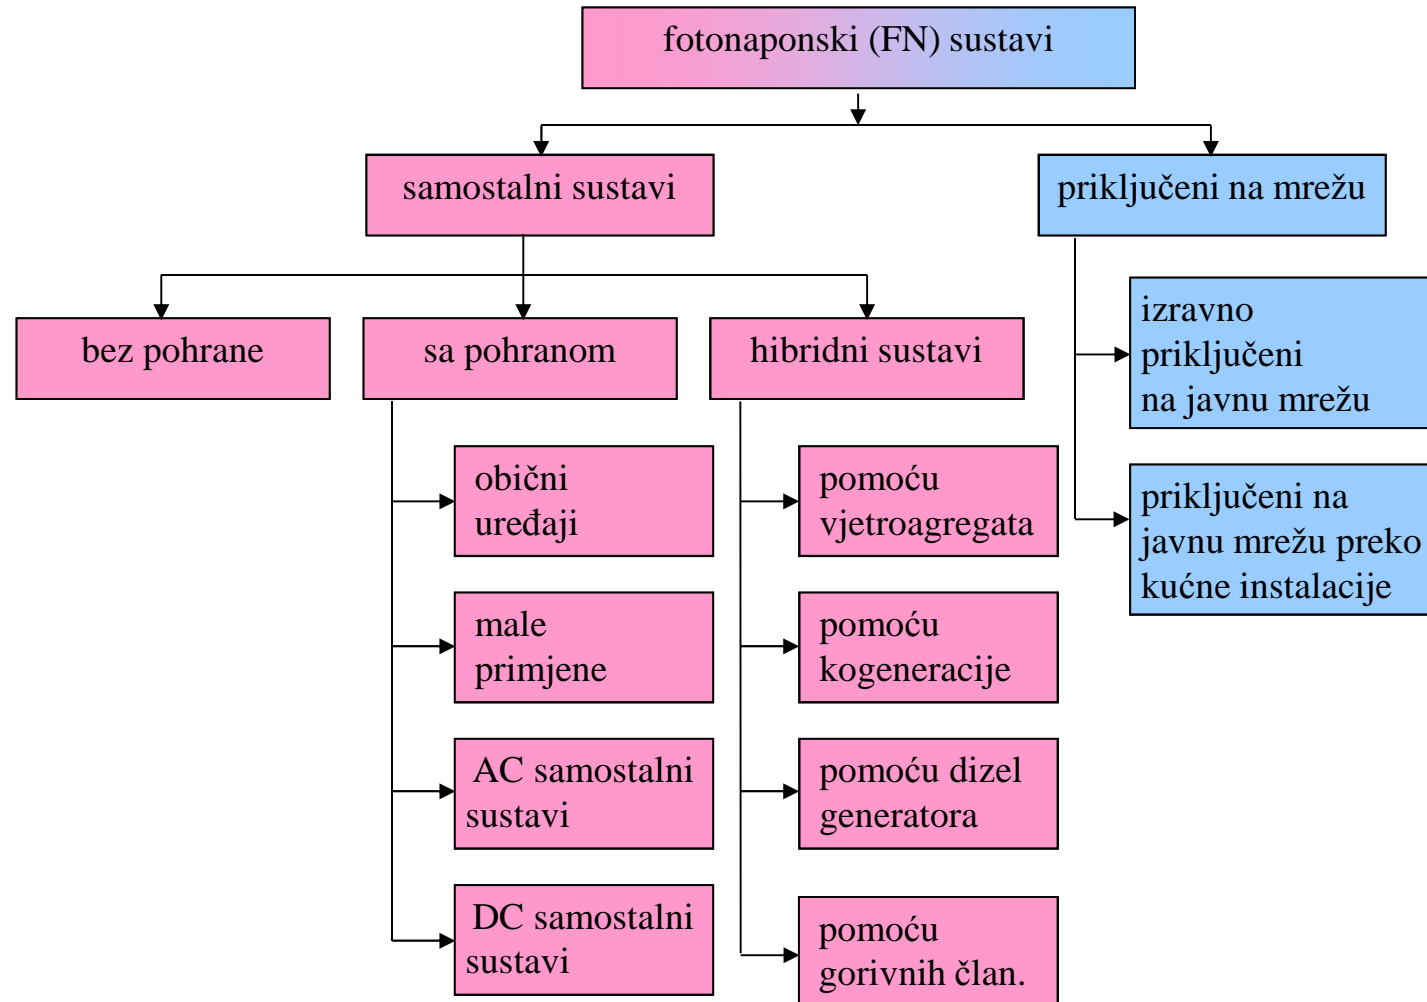 fotonaponski (FN) sustavi
samostalni sustavi
priključeni na mrežu
bez pohrane
sa pohranom
hibridni sustavi
izravno
priključeni
na javnu mrežu
priključeni na
javnu mrežu preko
kućne instalacije
obični
uređaji
male
primjene
AC samostalni
sustavi
DC samostalni
sustavi
pomoću
vjetroagregata
pomoću
kogeneracije
pomoću dizel
generatora
pomoću
gorivnih član.